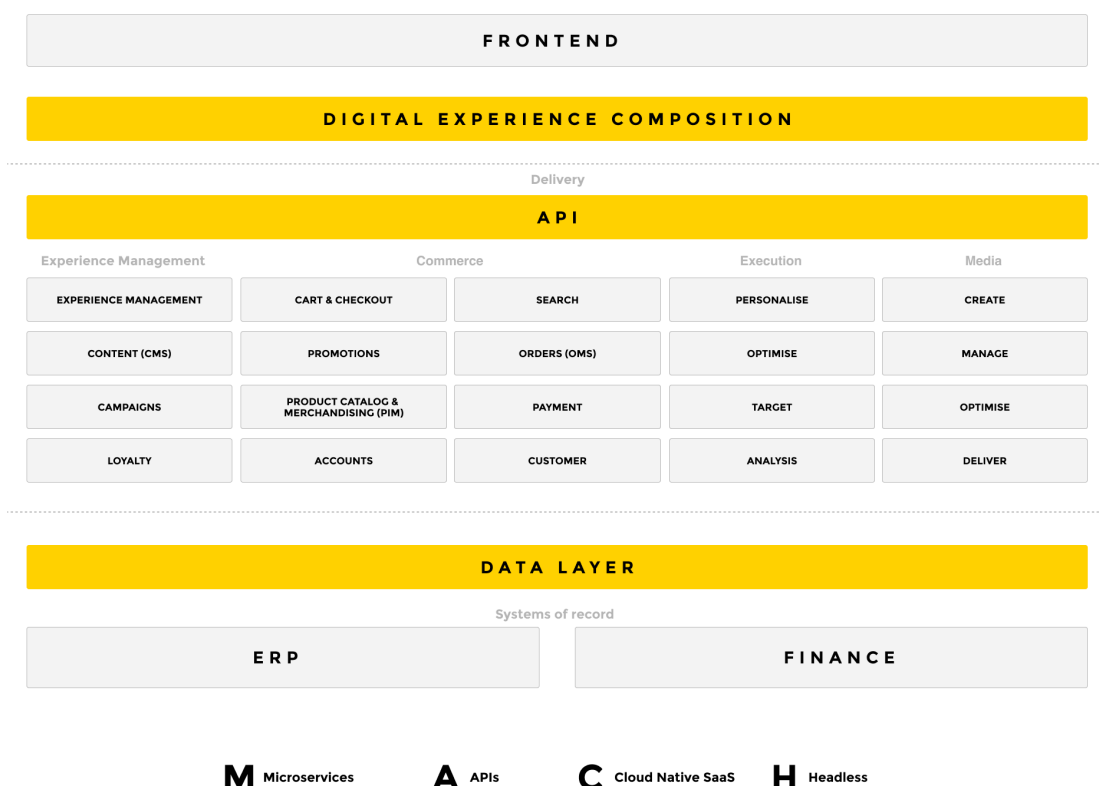 FRONTEND
DIGITAL EXPERIENCE COMPOSITION
Delivery
API
Experience Management
Commerce
Execution
Media
EXPERIENCE MANAGEMENT
CART & CHECKOUT
SEARCH
PERSONALISE
CREATE
CONTENT (CMS)
PROMOTIONS
ORDERS (OMS)
OPTIMISE
MANAGE
CAMPAIGNS
PRODUCT CATALOG &
MERCHANDISING (PIM)
PAYMENT
TARGET
OPTIMISE
LOYALTY
ACCOUNTS
CUSTOMER
ANALYSIS
DELIVER
DATA LAYER
Systems of record
ERP
FINANCE
M Microservices
A APIs
C Cloud Native SaaS
H Headless